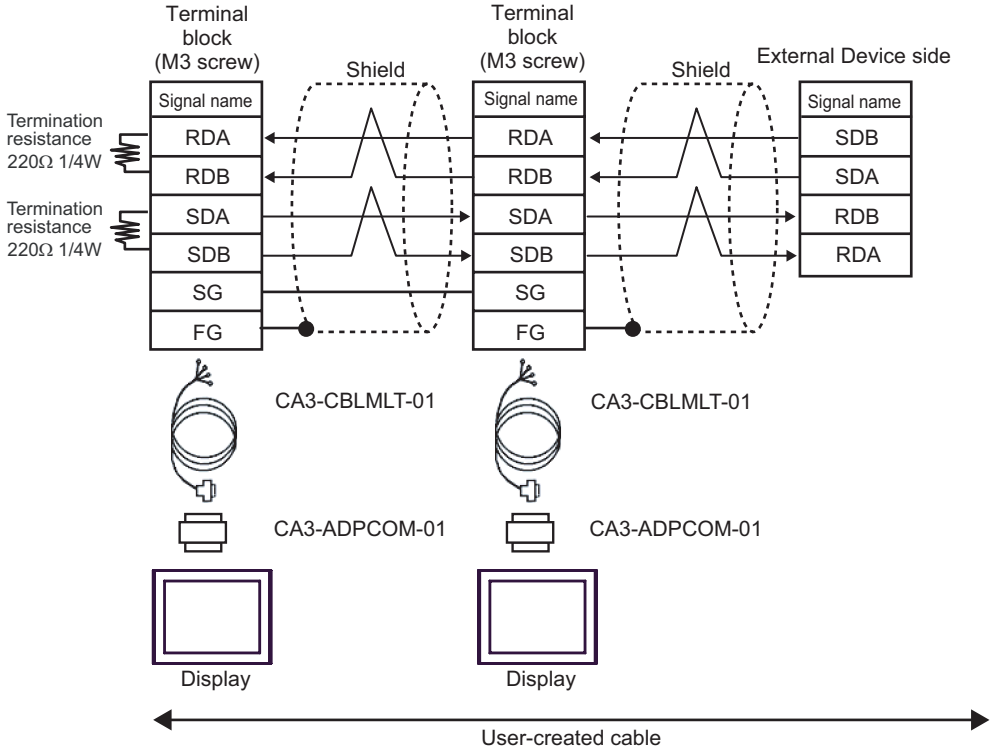 Terminal
block
(M3 screw)
Terminal
block
(M3 screw)
External Device side
Shield
Shield
Signal name
Signal name
Signal name
Termination
resistance
220Ω 1/4W
RDA
RDA
SDB
RDB
RDB
SDA
Termination
resistance
220Ω 1/4W
SDA
SDA
RDB
SDB
SDB
RDA
SG
SG
FG
FG
CA3-CBLMLT-01
CA3-CBLMLT-01
CA3-ADPCOM-01
CA3-ADPCOM-01
Display
Display
User-created cable